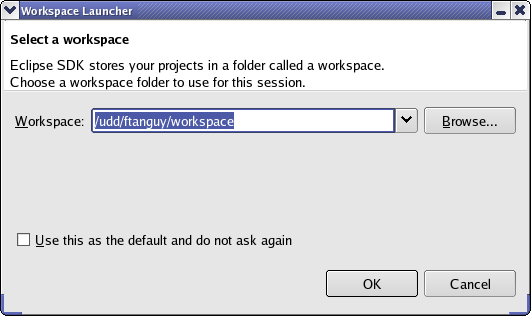 Workspace Launcher
Select a workspace
Eclipse SDK stores your projects in a folder called a workspace.
Choose a workspace folder to use for this session.
Workspace: /udd/ftanguy/workspace Browse...
Use this as the default and do not ask again
OK Cancel